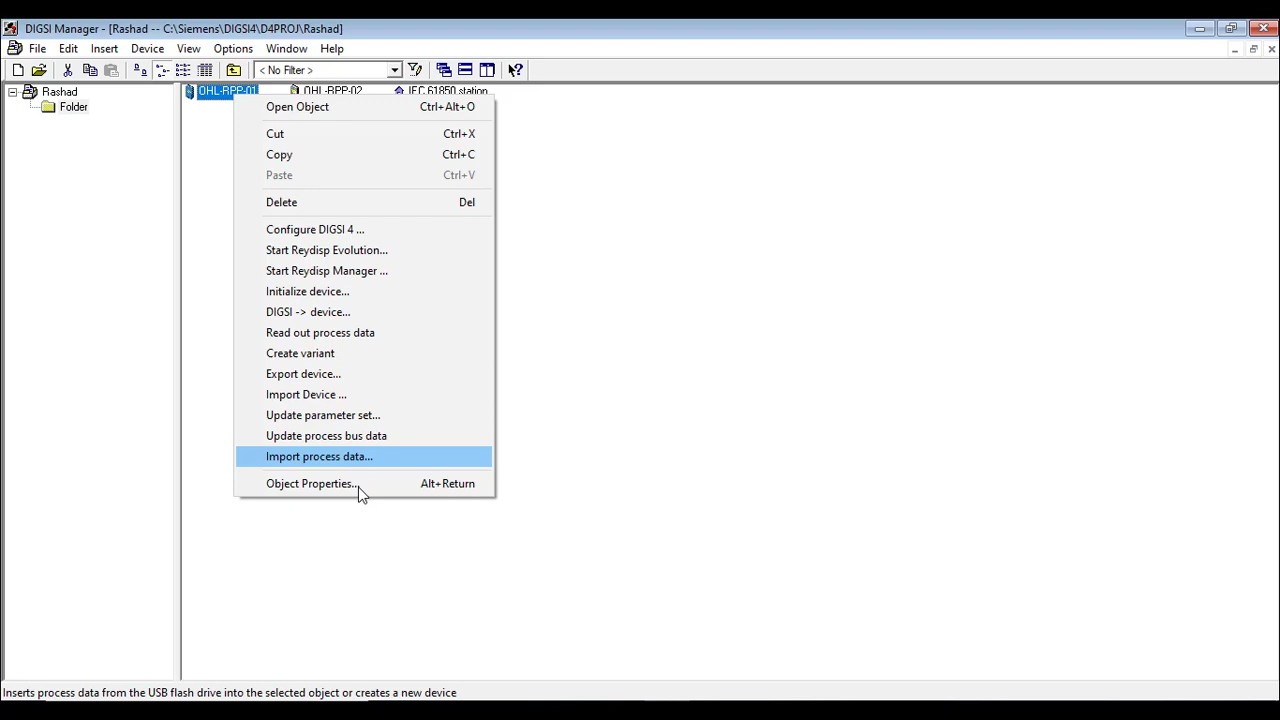 DIGSI Manager - [Rashad -- C:\Siemens\DIGSI4\D4PROJ\Rashad]
File Edit Insert Device View Options Window Help
< No Filter >
Rashad
Folder
OHL-RPP-01 OHL-RPP-02 IEC 61850 station
Open Object Ctrl+Alt+O
Cut Ctrl+X
Copy Ctrl+C
Paste Ctrl+V
Delete Del
Configure DIGSI 4 ...
Start Reydisp Evolution...
Start Reydisp Manager ...
Initialize device...
DIGSI -> device...
Read out process data
Create variant
Export device...
Import Device ...
Update parameter set...
Update process bus data
Import process data...
Object Properties... Alt+Return
Inserts process data from the USB flash drive into the selected object or creates a new device